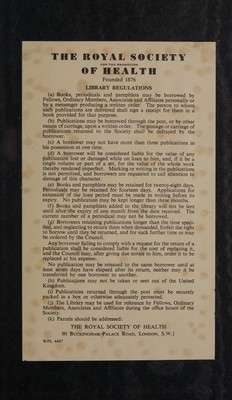 THE ROYAL SOCIETY
FOR THE PROMOTION
OF HEALTH
Founded 1876
LIBRARY REGULATIONS
(a) Books, periodicals and pamphlets may be borrowed by
Fellows, Ordinary Members, Associates and Affiliates personally or
by a messenger producing a written order. The person to whom
such publications are delivered shall sign a receipt for them in a
book provided for that purpose.
(b) Publications may be borrowed through the post, or by other
means of carriage, upon a written order. The postage or carriage of
publications returned to the Society shall be defrayed by the
borrower.
(c) A borrower may not have more than three publications in
his possession at one time.
(d) A borrower will be considered liable for the value of any
publication lost or damaged while on loan to him, and, if it be a
single volume or part of a set, for the value of the whole work
thereby rendered imperfect. Marking or writing in the publications
is not permitted, and borrowers are requested to call attention to
damage of this character.
(e) Books and pamphlets may be retained for twenty-eight days.
Periodicals may be retained for fourteen days. Applications for
extension of the loan period must be made in writing before its
expiry. No publication may be kept longer than three months.
(f) Books and pamphlets added to the library will not be lent
until after the expiry of one month from the date received. The
current number of a periodical may not be borrowed.
(g) Borrowers retaining publications longer than the time speci-
fied, and neglecting to return them when demanded, forfeit the right
to borrow until they be returned, and for such further time as may
be ordered by the Council.
Any borrower failing to comply with a request for the return of a
publication shall be considered liable for the cost of replacing it,
and the Council may, after giving due notice to him, order it to be
replaced at his expense.
No publication may be reissued to the same borrower until at
least seven days have elapsed after its return, neither may it be
transferred by one borrower to another.
(h) Publications may not be taken or sent out of the United
Kingdom.
(i) Publications returned through the post must be securely
packed in a box or otherwise adequately protected.
(j) The Library may be used for reference by Fellows, Ordinary
Members, Associates and Affiliates during the office hours of the
Society.
(k) Parcels should be addressed:
THE ROYAL SOCIETY OF HEALTH
90 BUCKINGHAM PALACE ROAD, LONDON, S.W.1